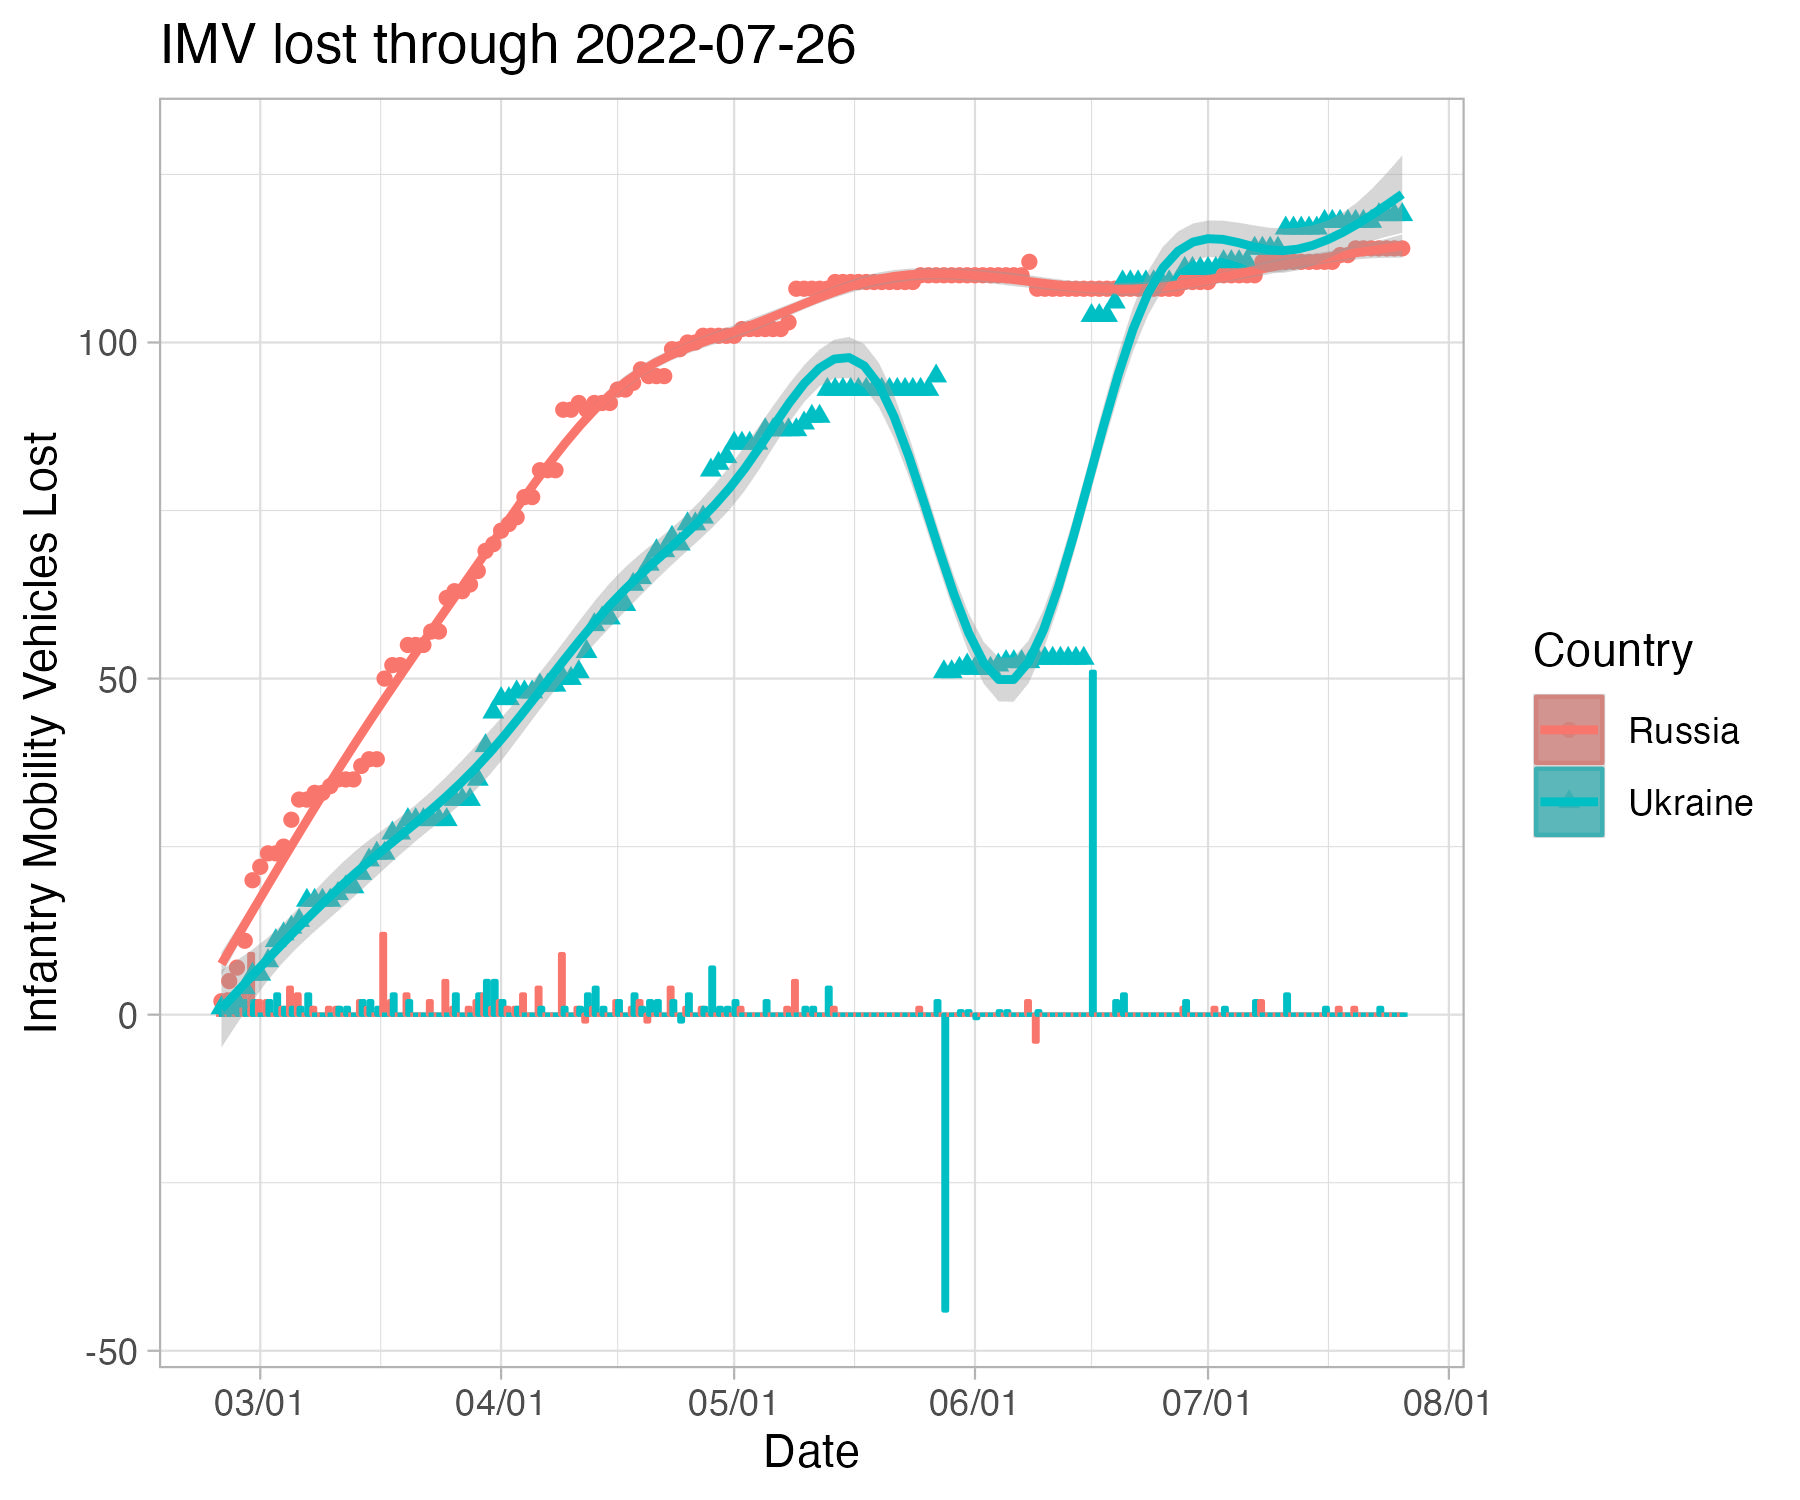 IMV lost through 2022-07-26
Infantry Mobility Vehicles Lost
100
50
0
-50
03/01
04/01
05/01
06/01
07/01
08/01
Date
Country
Russia
Ukraine